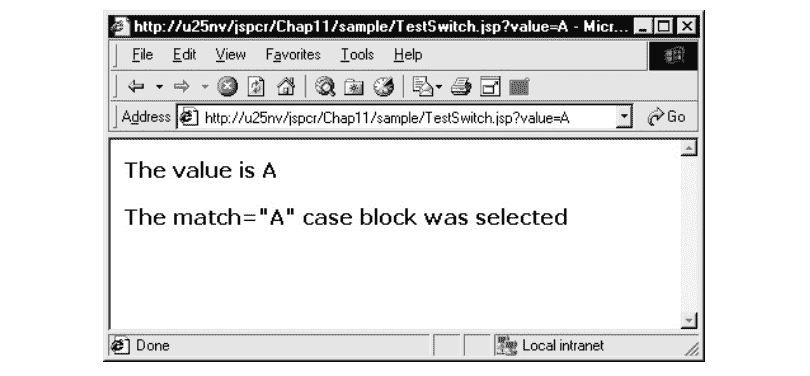 http://u25nv/jspcr/Chap11/sample/TestSwitch.jsp?value=A - Micr...
File Edit View Favorites Tools Help
Address http://u25nv/jspcr/Chap11/sample/TestSwitch.jsp?value=A Go
The value is A
The match="A" case block was selected
Done Local intranet